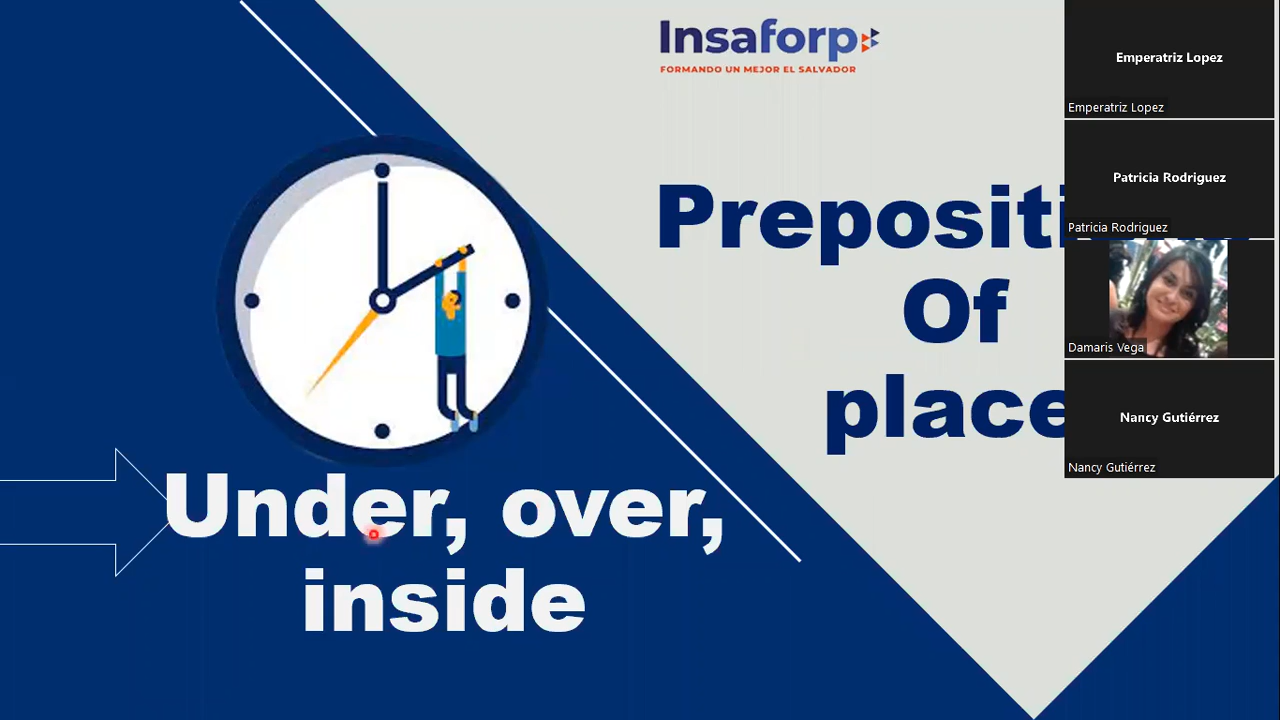 Insaforp
FORMANDO UN MEJOR EL SALVADOR
Of
place
Under, over,
inside
Emperatriz Lopez
Emperatriz Lopez
Patricia Rodriguez
Patricia Rodriguez
Damaris Vega
Nancy Gutiérrez
Nancy Gutiérrez